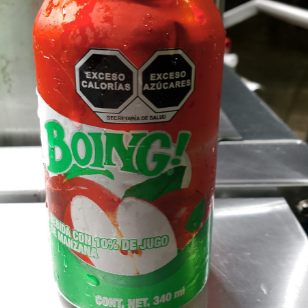 EXCESO
CALORÍAS
EXCESO
AZÚCARES
SECRETARÍA DE SALUD
BOING!
CON 10% DE JUGO
MANZANA
CONT. NET. 340 ml